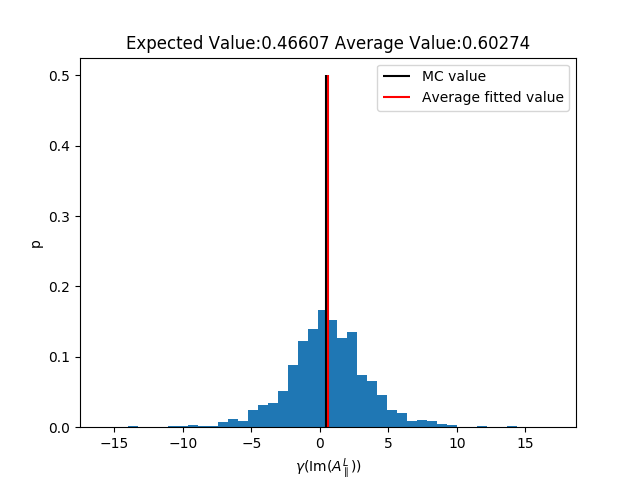 Expected Value:0.46607 Average Value:0.60274
MC value
Average fitted value
0.5
0.4
0.3
0.2
0.1
0.0
p
−15 −10 −5 0 5 10 15
γ(Im(A^L_∥))